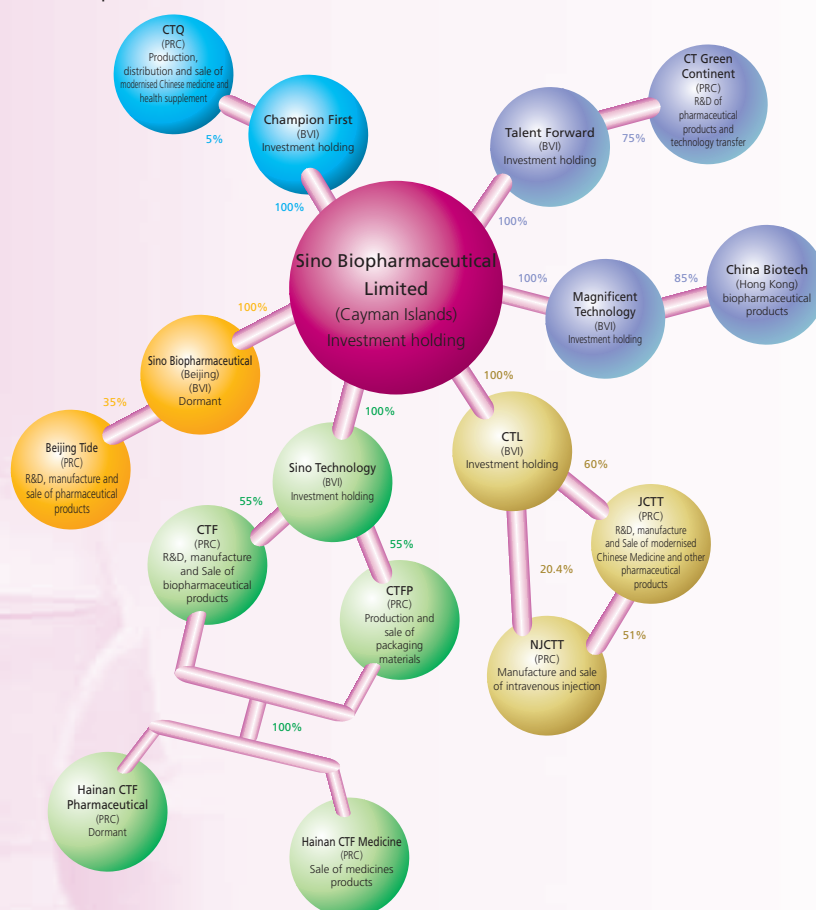 CTQ
(PRC)
Production,
distribution and sale of
modernised Chinese medicine and
health supplement
5%
Champion First
(BVI)
Investment holding
100%
CT Green
Continent
(PRC)
R&D of
pharmaceutical
products and
technology transfer
75%
Talent Forward
(BVI)
Investment holding
100%
Sino Biopharmaceutical
Limited
(Cayman Islands)
Investment holding
100%
Magnificent
Technology
(BVI)
Investment holding
85%
China Biotech
(Hong Kong)
biopharmaceutical
products
100%
Sino Biopharmaceutical
(Beijing)
(BVI)
Dormant
35%
Beijing Tide
(PRC)
R&D, manufacture and
sale of pharmaceutical
products
100%
Sino Technology
(BVI)
Investment holding
55%
CTF
(PRC)
R&D, manufacture
and Sale of
biopharmaceutical
products
55%
CTFP
(PRC)
Production and
sale of
packaging
materials
100%
CTL
(BVI)
Investment holding
60%
JCTT
(PRC)
R&D, manufacture
and Sale of modernised
Chinese Medicine and other
pharmaceutical
products
20.4%
51%
NJCTT
(PRC)
Manufacture and sale
of intravenous injection
100%
Hainan CTF
Pharmaceutical
(PRC)
Dormant
Hainan CTF Medicine
(PRC)
Sale of medicines
products